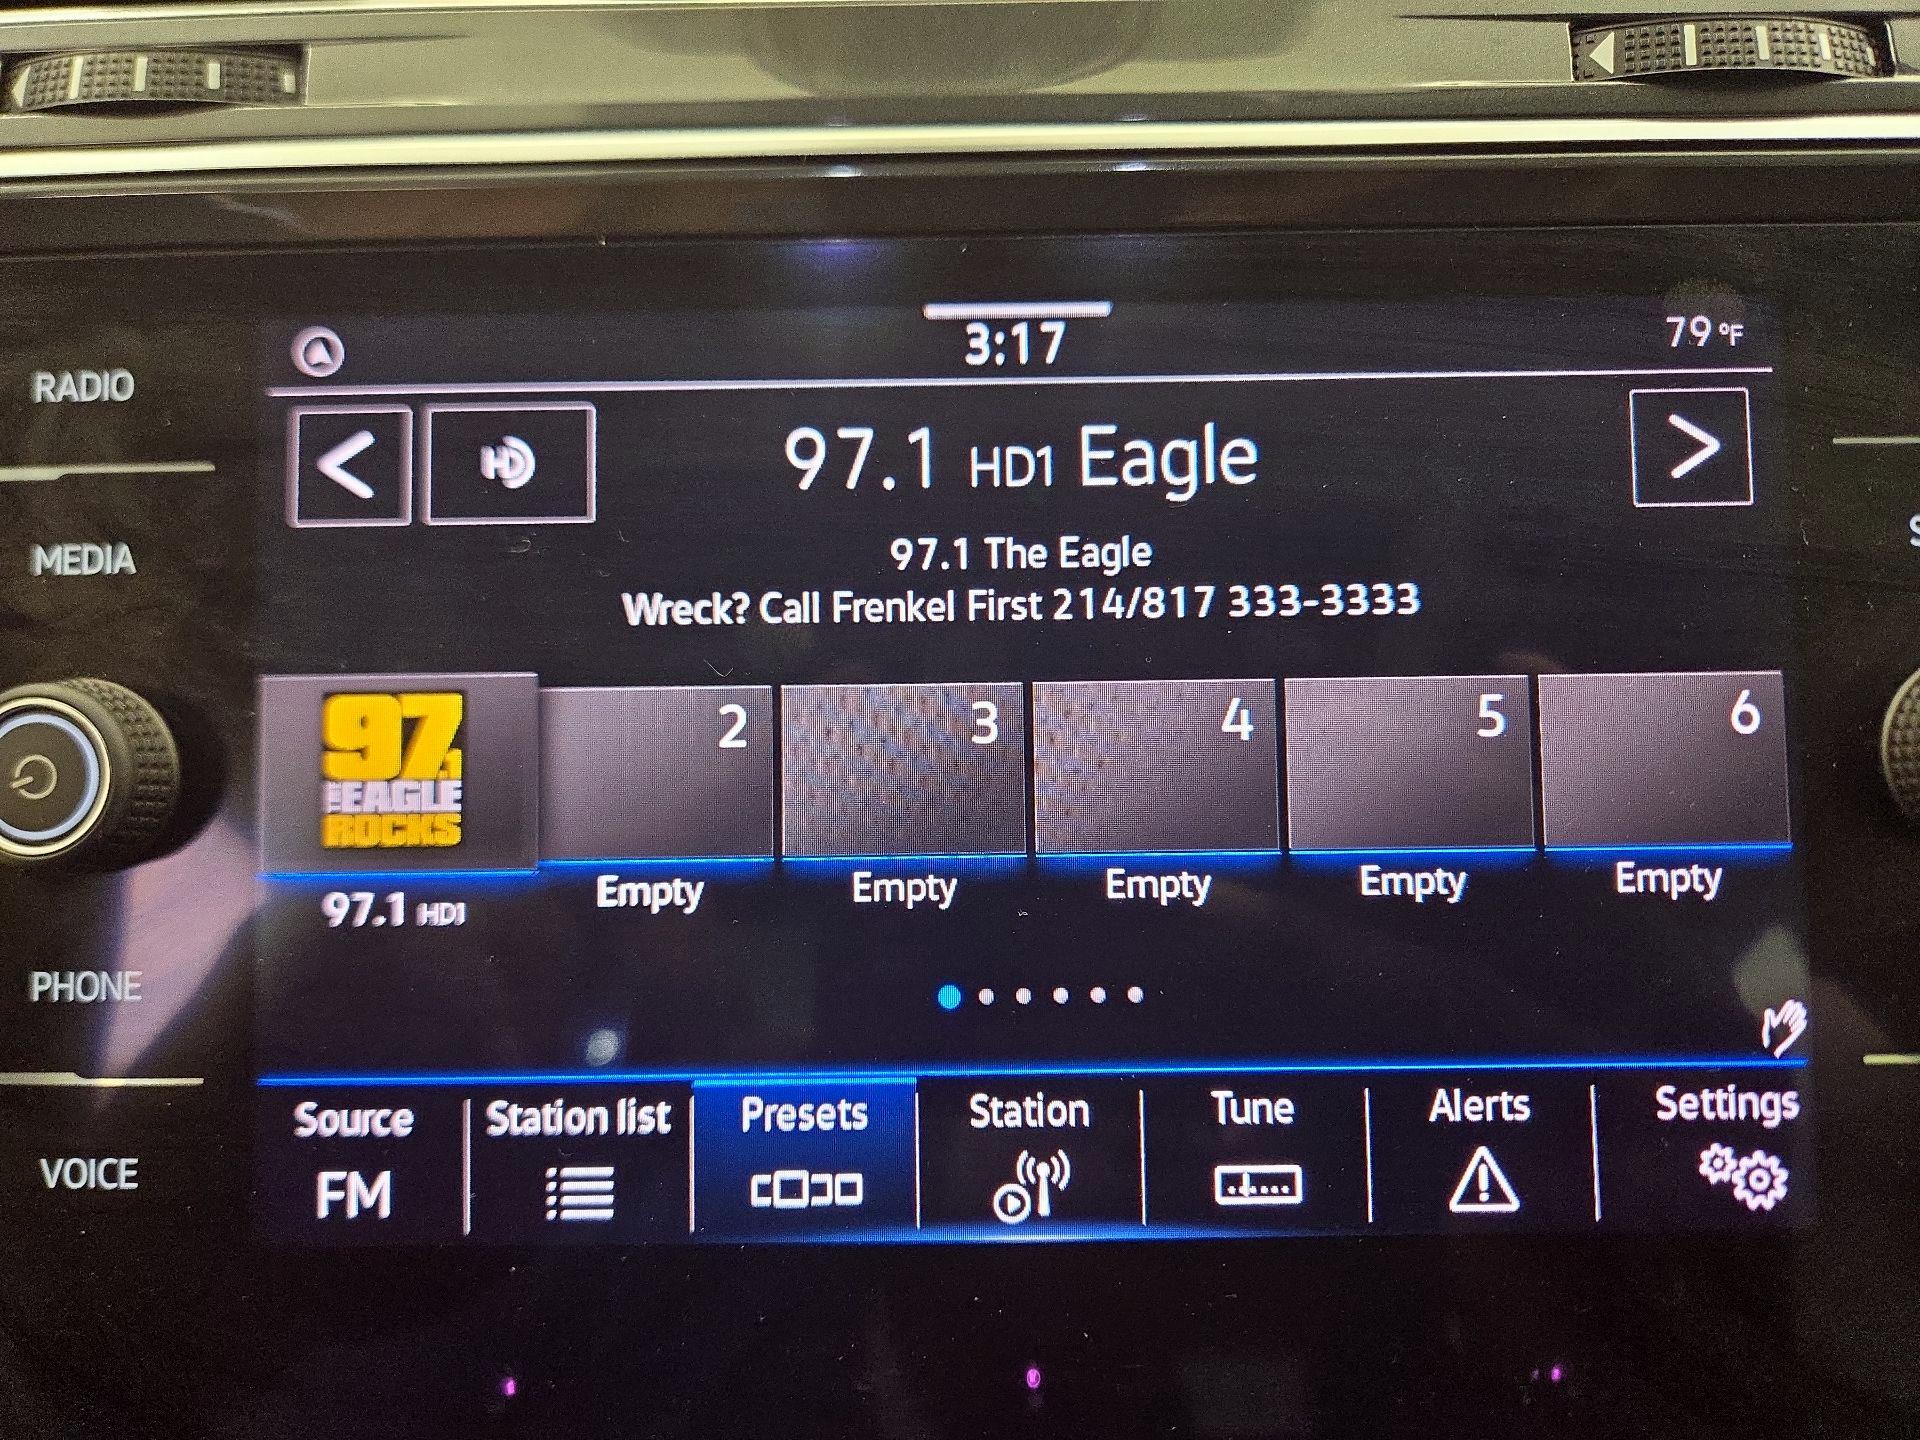 3:17
79 °F
RADIO
HD
97.1 HD1 Eagle
MEDIA
97.1 The Eagle
Wreck? Call Frenkel First 214/817 333-3333
97.1
THE EAGLE
ROCKS
2
3
4
5
6
97.1 HD1
Empty
Empty
Empty
Empty
Empty
PHONE
Source
Station list
Presets
Station
Tune
Alerts
Settings
VOICE
FM